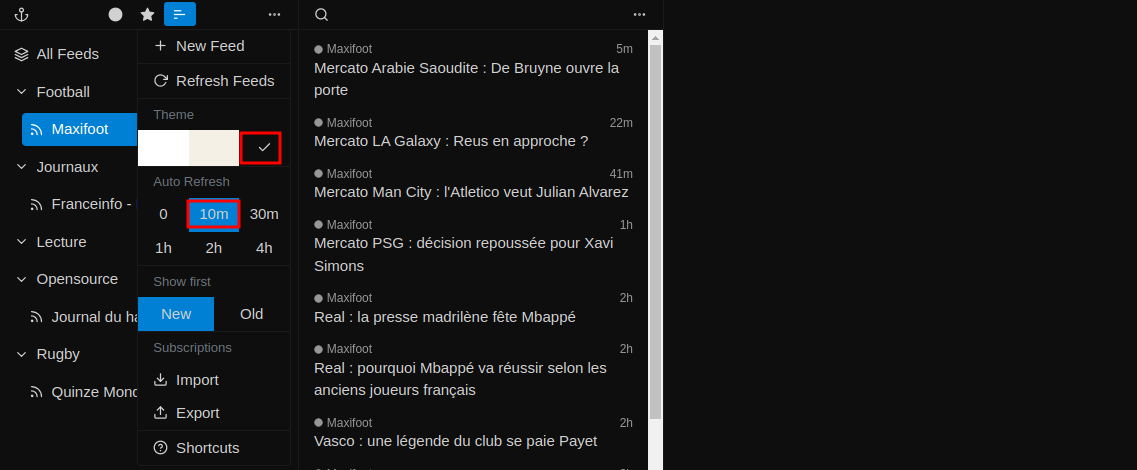 All Feeds
Football
Maxifoot
Journaux
Franceinfo -
Lecture
Opensource
Journal du ha
Rugby
Quinze Mond
New Feed
Refresh Feeds
Theme
Auto Refresh
0 10m 30m
1h 2h 4h
Show first
New Old
Subscriptions
Import
Export
Shortcuts
Maxifoot 5m
Mercato Arabie Saoudite : De Bruyne ouvre la
porte
Maxifoot 22m
Mercato LA Galaxy : Reus en approche ?
Maxifoot 41m
Mercato Man City : l'Atletico veut Julian Alvarez
Maxifoot 1h
Mercato PSG : décision repoussée pour Xavi
Simons
Maxifoot 2h
Real : la presse madrilène fête Mbappé
Maxifoot 2h
Real : pourquoi Mbappé va réussir selon les
anciens joueurs français
Maxifoot 2h
Vasco : une légende du club se paie Payet